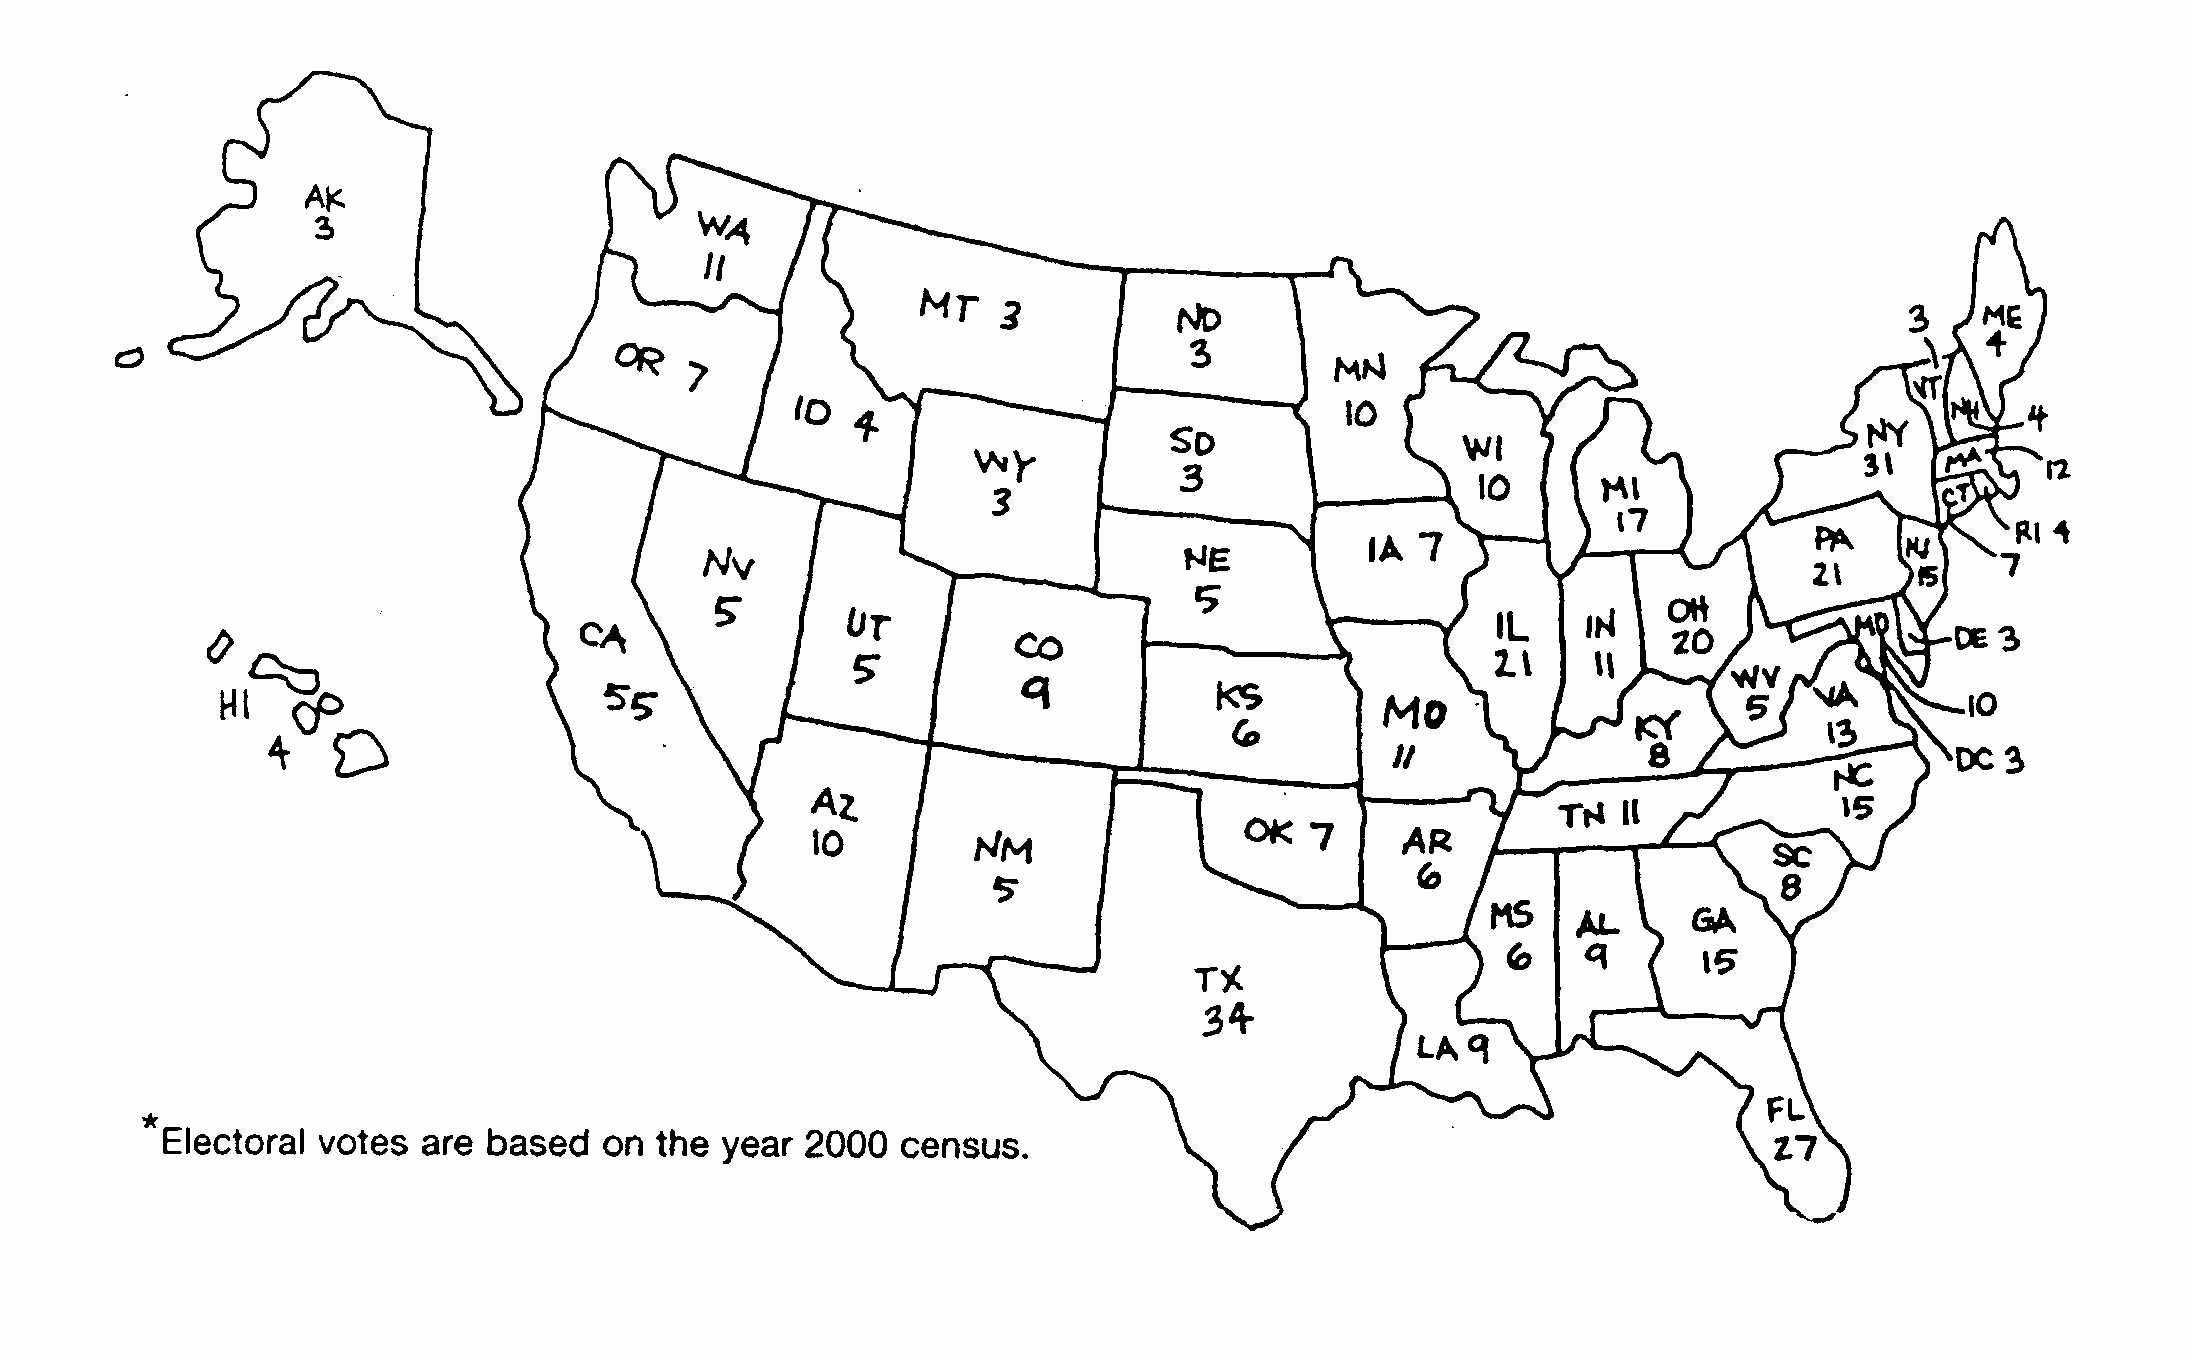 AK
3
WA
11
MT 3
ND
3
MN
10
OR 7
ID 4
WY
3
SD
3
WI
10
MI
17
3
VT
ME
4
NH
4
NY
31
MA
12
CT
7
RI 4
NV
5
UT
5
CO
9
NE
5
IA 7
IL
21
IN
11
OH
20
PA
21
NJ
15
MD
10
DE 3
DC 3
CA
55
KS
6
MO
11
KY
8
WV
5
VA
13
HI
4
AZ
10
NM
5
OK 7
AR
6
TN 11
NC
15
SC
8
MS
6
AL
9
GA
15
TX
34
LA 9
FL
27
*Electoral votes are based on the year 2000 census.